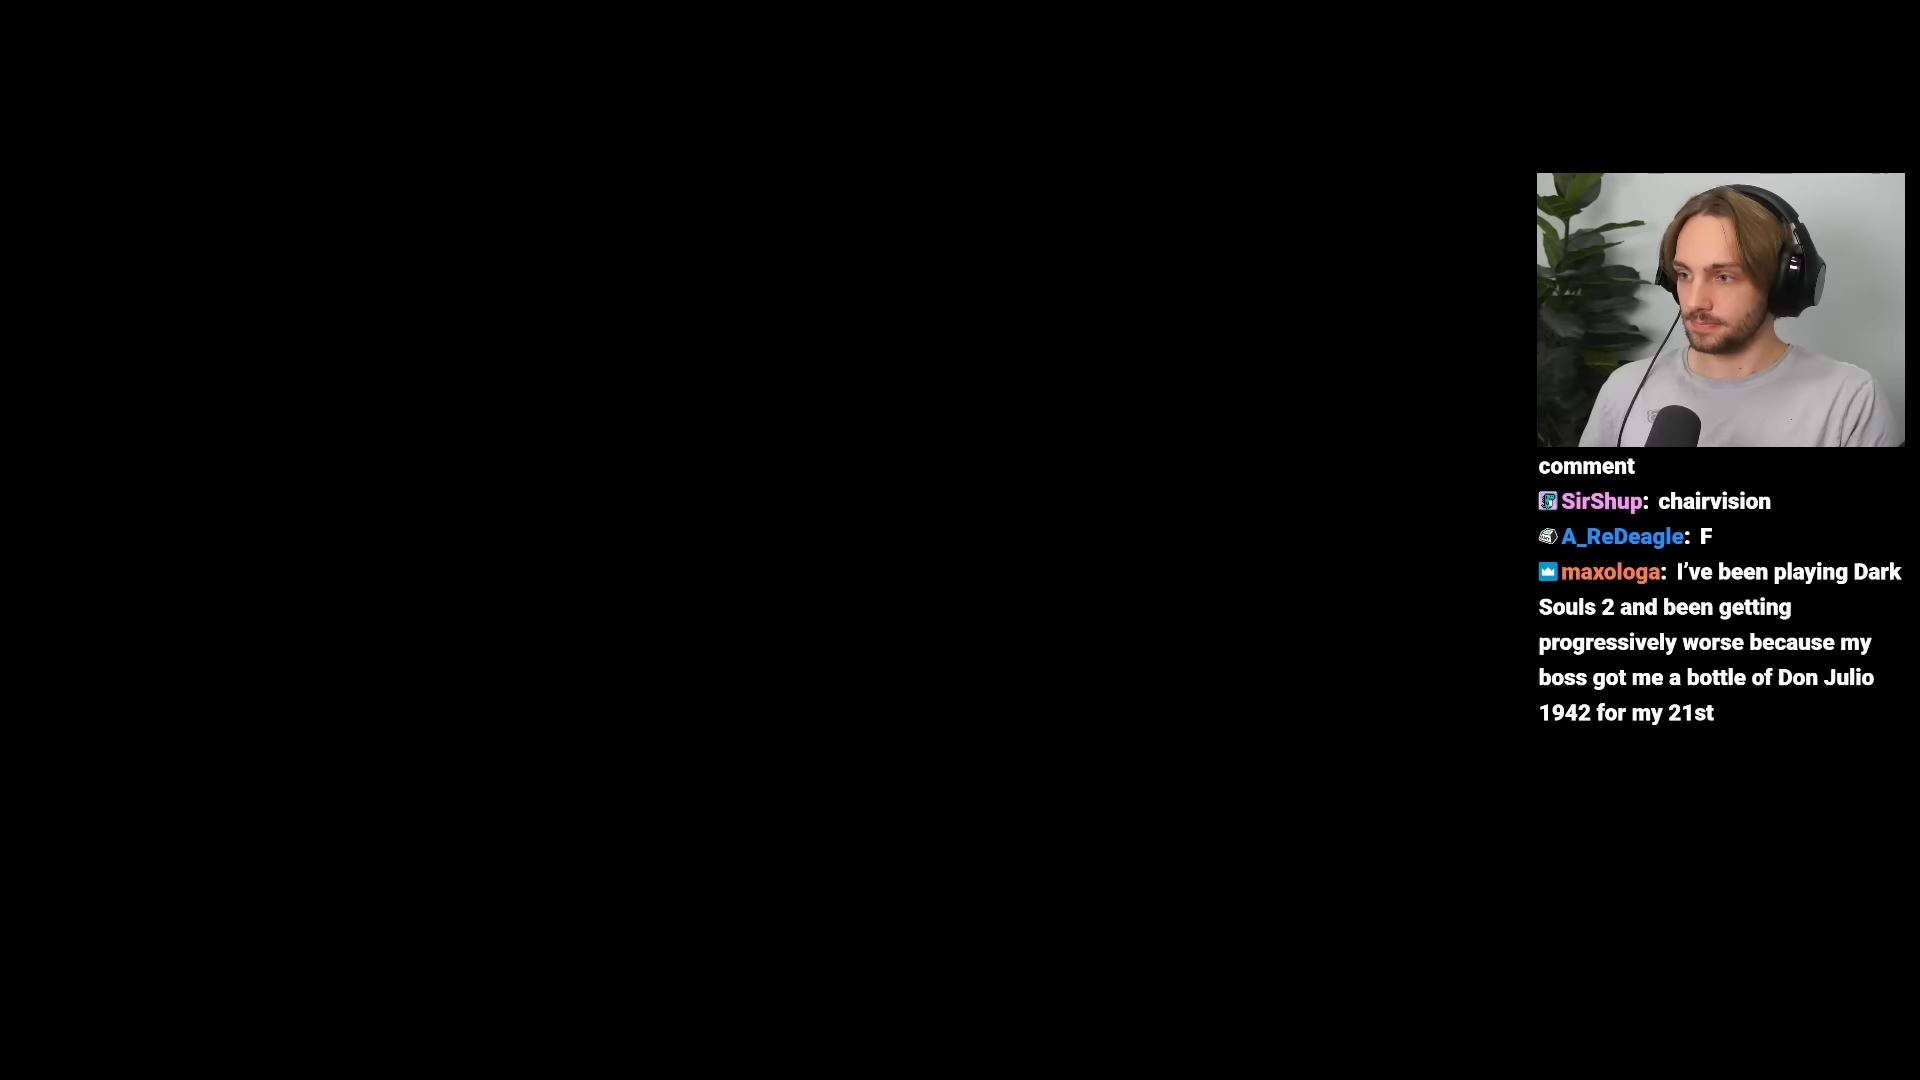 comment
SirShup: chairvision
A_ReDeagle: F
maxologa: I’ve been playing Dark
Souls 2 and been getting
progressively worse because my
boss got me a bottle of Don Julio
1942 for my 21st